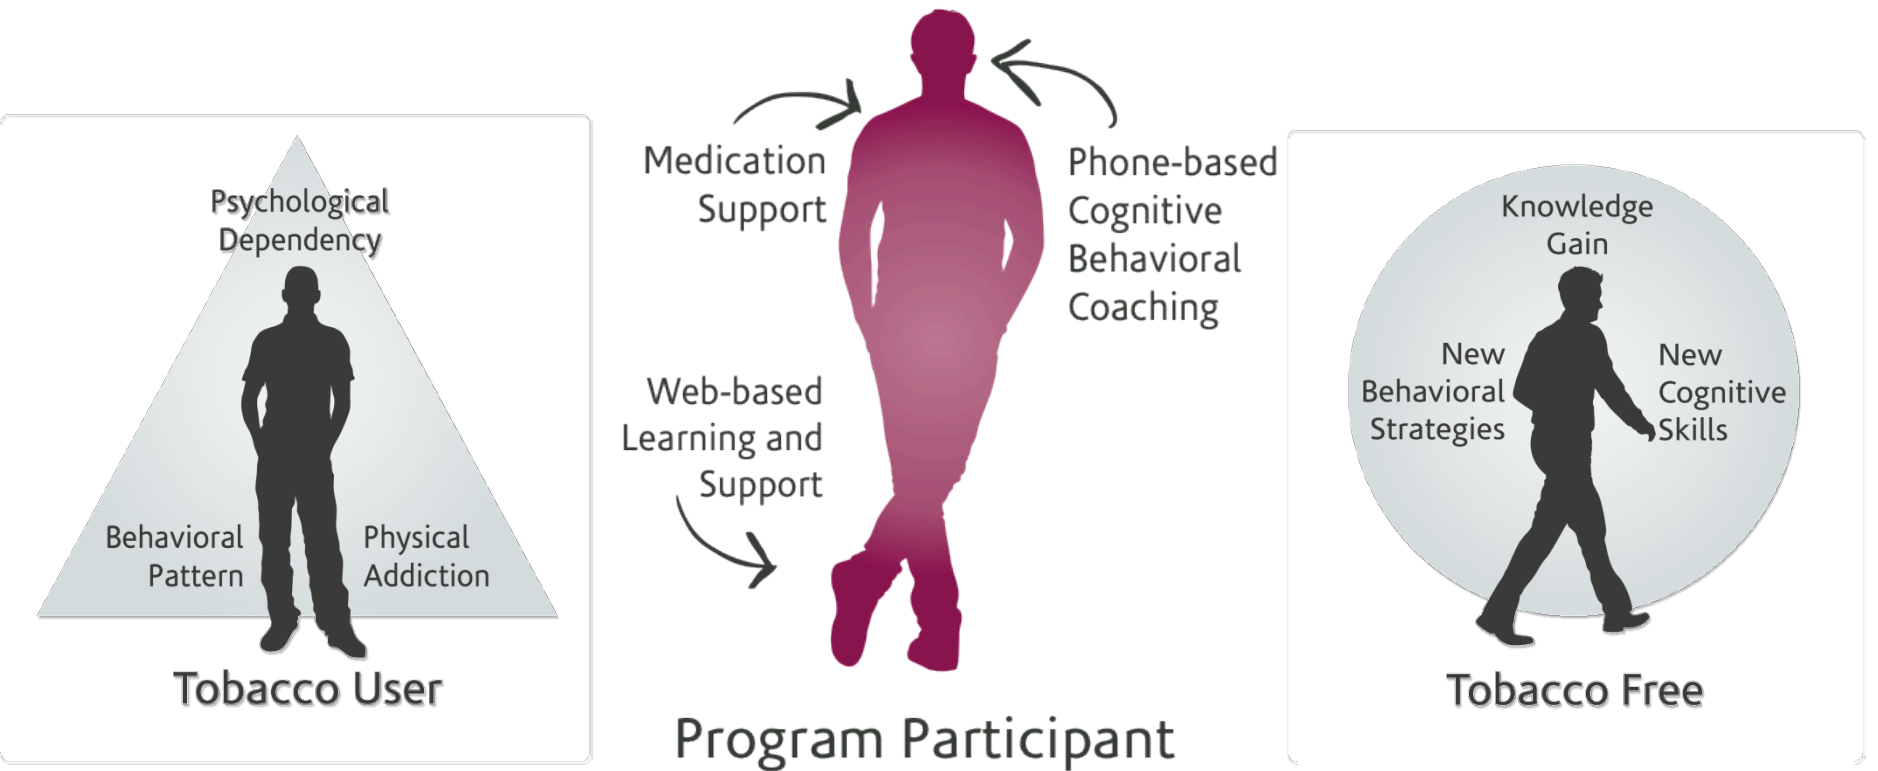 Psychological
Dependency
Behavioral
Pattern
Physical
Addiction
Tobacco User
Medication
Support
Phone-based
Cognitive
Behavioral
Coaching
Web-based
Learning and
Support
Program Participant
Knowledge
Gain
New
Behavioral
Strategies
New
Cognitive
Skills
Tobacco Free